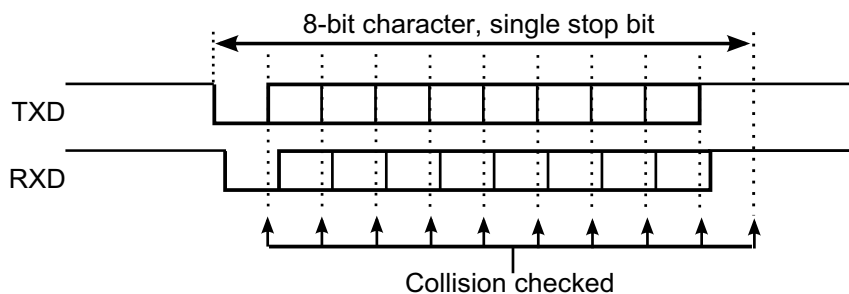 8-bit character, single stop bit
TXD
RXD
Collision checked